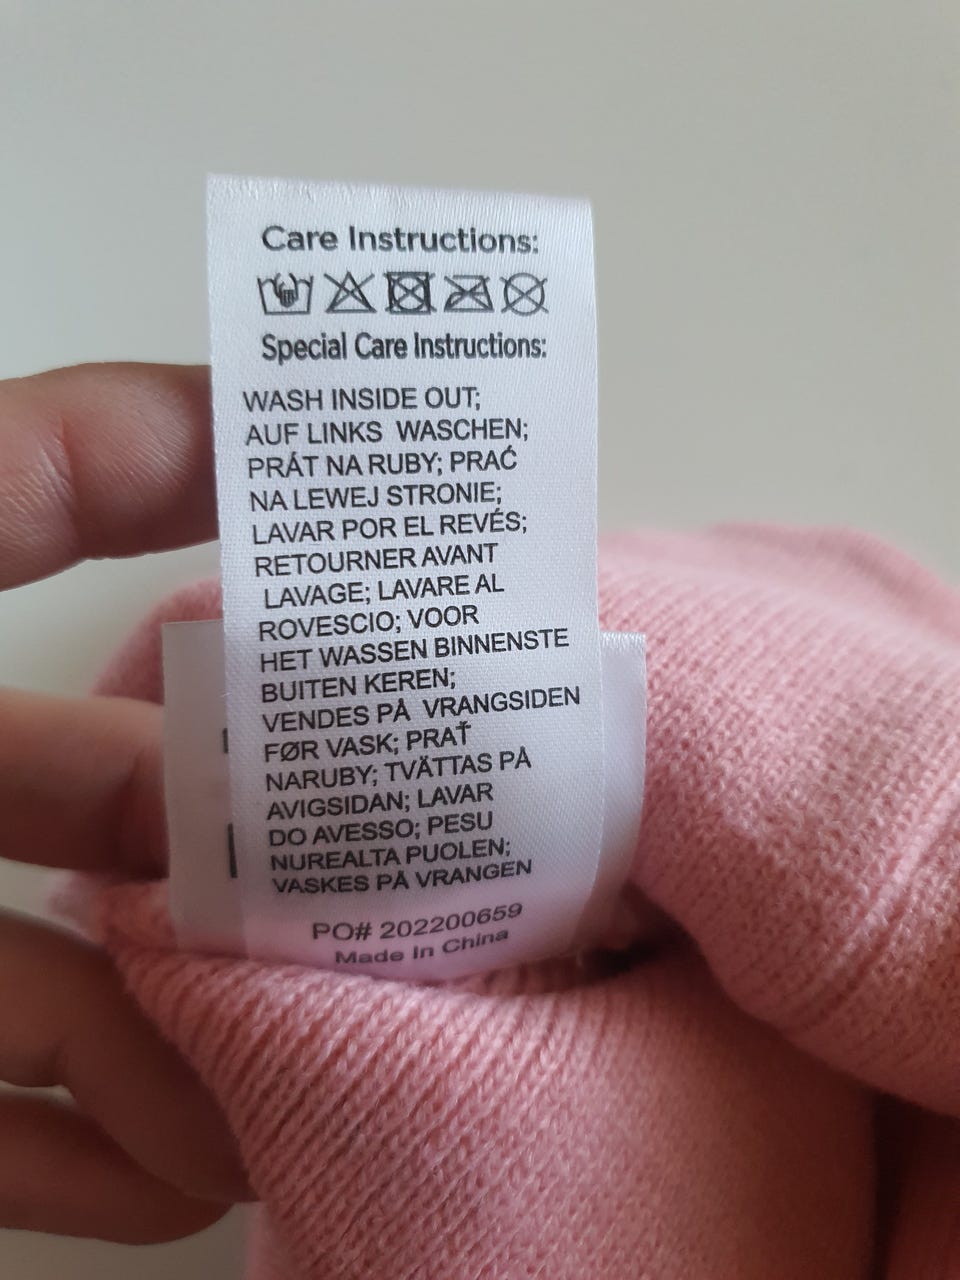 Care Instructions:
Special Care Instructions:
WASH INSIDE OUT;
AUF LINKS WASCHEN;
PRÁT NA RUBY; PRAĆ
NA LEWEJ STRONIE;
LAVAR POR EL REVÉS;
RETOURNER AVANT
LAVAGE; LAVARE AL
ROVESCIO; VOOR
HET WASSEN BINNENSTE
BUITEN KEREN;
VENDES PÅ VRANGSIDEN
FØR VASK; PRAŤ
NARUBY; TVÄTTAS PÅ
AVIGSIDAN; LAVAR
DO AVESSO; PESU
NUREALTA PUOLEN;
VASKES PÅ VRANGEN
PO# 202200659
Made In China